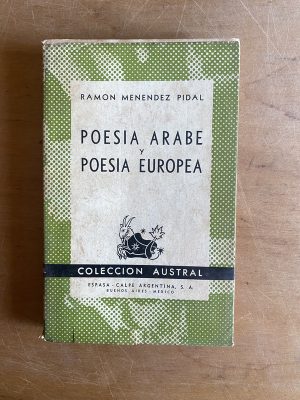 RAMON MENENDEZ PIDAL
POESIA ARABE
Y
POESIA EUROPEA
COLECCION AUSTRAL
ESPASA - CALPE ARGENTINA, S. A.
BUENOS AIRES - MEXICO